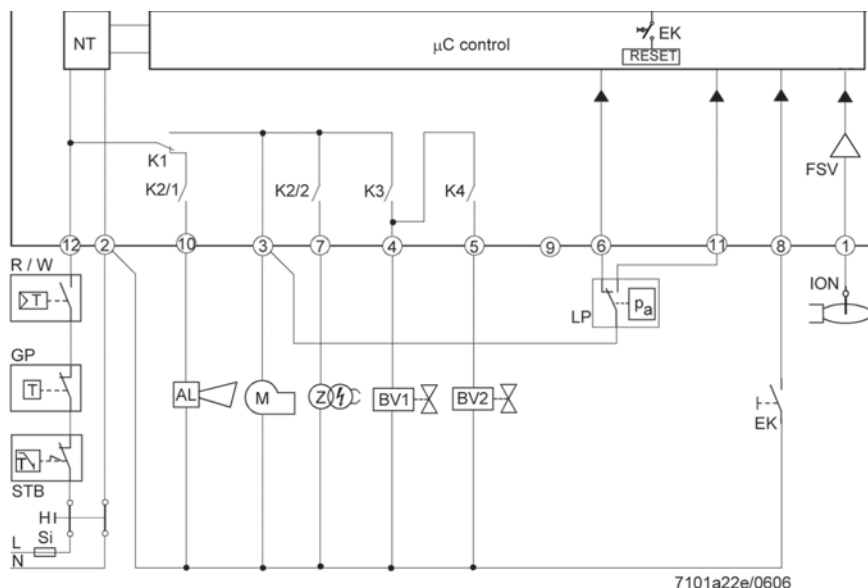 NT
µC control
EK
RESET
K1
K2/1
K2/2
K3
K4
FSV
12 2 10 3 7 4 5 9 6 11 8 1
R / W
T
LP
pa
ION
GP
T
AL
M
Z
BV1
BV2
EK
T
STB
H
L
Si
N
7101a22e/0606